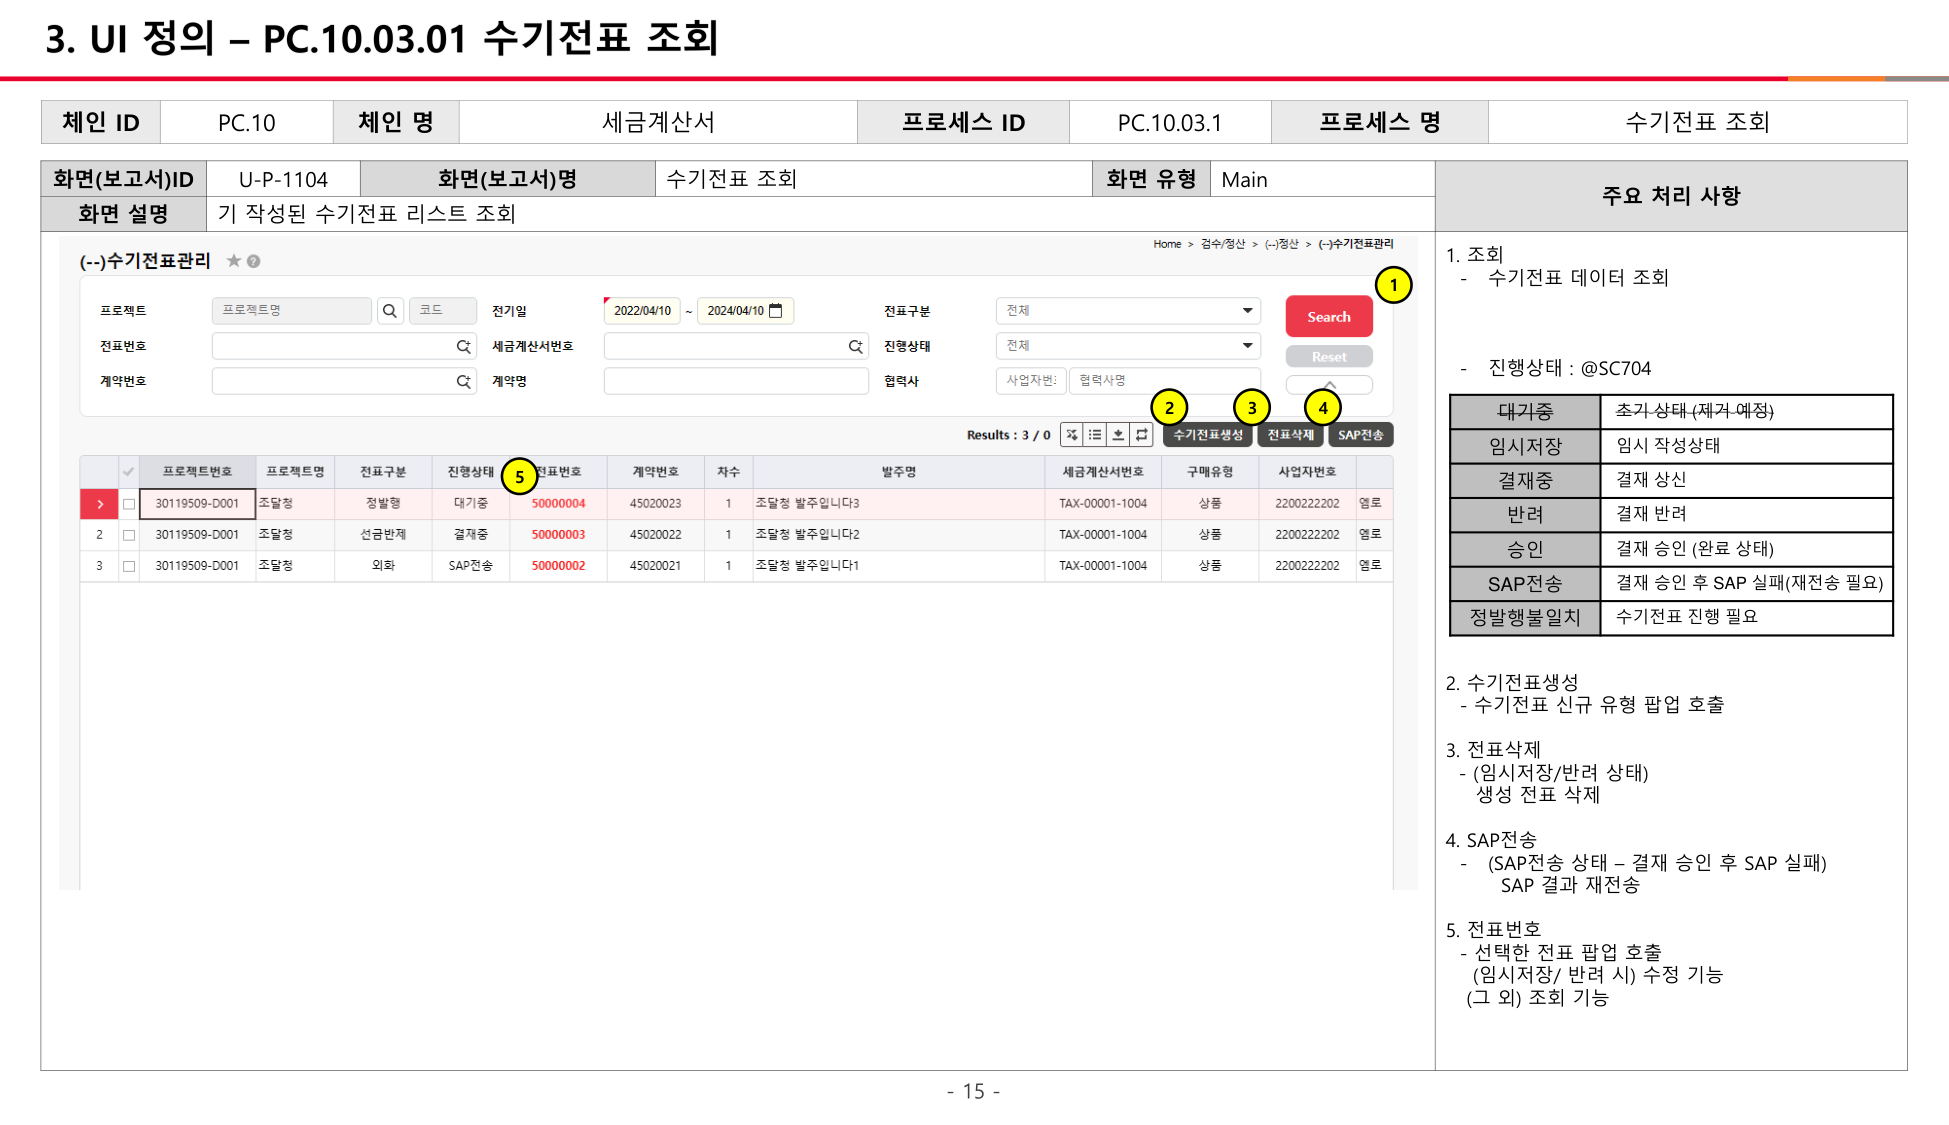 3. UI 정의 – PC.10.03.01 수기전표 조회
체인 ID PC.10 체인 명 세금계산서 프로세스 ID PC.10.03.1 프로세스 명 수기전표 조회
화면(보고서)ID U-P-1104 화면(보고서)명 수기전표 조회 화면 유형 Main
화면 설명 기 작성된 수기전표 리스트 조회
주요 처리 사항
Home > 검수/정산 > (--)정산 > (--)수기전표관리
(--)수기전표관리
프로젝트 프로젝트명 코드 전기일 2022/04/10 ~ 2024/04/10 전표구분 전체 Search 1
전표번호 세금계산서번호 진행상태 전체 Reset
계약번호 계약명 협력사 사업자번 협력사명
2 3 4
Results : 3 / 0 수기전표생성 전표삭제 SAP전송
프로젝트번호 프로젝트명 전표구분 진행상태 5 전표번호 계약번호 차수 발주명 세금계산서번호 구매유형 사업자번호
30119509-D001 조달청 정발행 대기중 50000004 45020023 1 조달청 발주입니다3 TAX-00001-1004 상품 2200222202 엠로
2 30119509-D001 조달청 선금반제 결재중 50000003 45020022 1 조달청 발주입니다2 TAX-00001-1004 상품 2200222202 엠로
3 30119509-D001 조달청 외화 SAP전송 50000002 45020021 1 조달청 발주입니다1 TAX-00001-1004 상품 2200222202 엠로
1. 조회
- 수기전표 데이터 조회
- 진행상태 : @SC704
대기중 초기 상태 (제거 예정)
임시저장 임시 작성상태
결재중 결재 상신
반려 결재 반려
승인 결재 승인 (완료 상태)
SAP전송 결재 승인 후 SAP 실패(재전송 필요)
정발행불일치 수기전표 진행 필요
2. 수기전표생성
- 수기전표 신규 유형 팝업 호출
3. 전표삭제
- (임시저장/반려 상태)
생성 전표 삭제
4. SAP전송
- (SAP전송 상태 – 결재 승인 후 SAP 실패)
SAP 결과 재전송
5. 전표번호
- 선택한 전표 팝업 호출
(임시저장/ 반려 시) 수정 기능
(그 외) 조회 기능
- 15 -